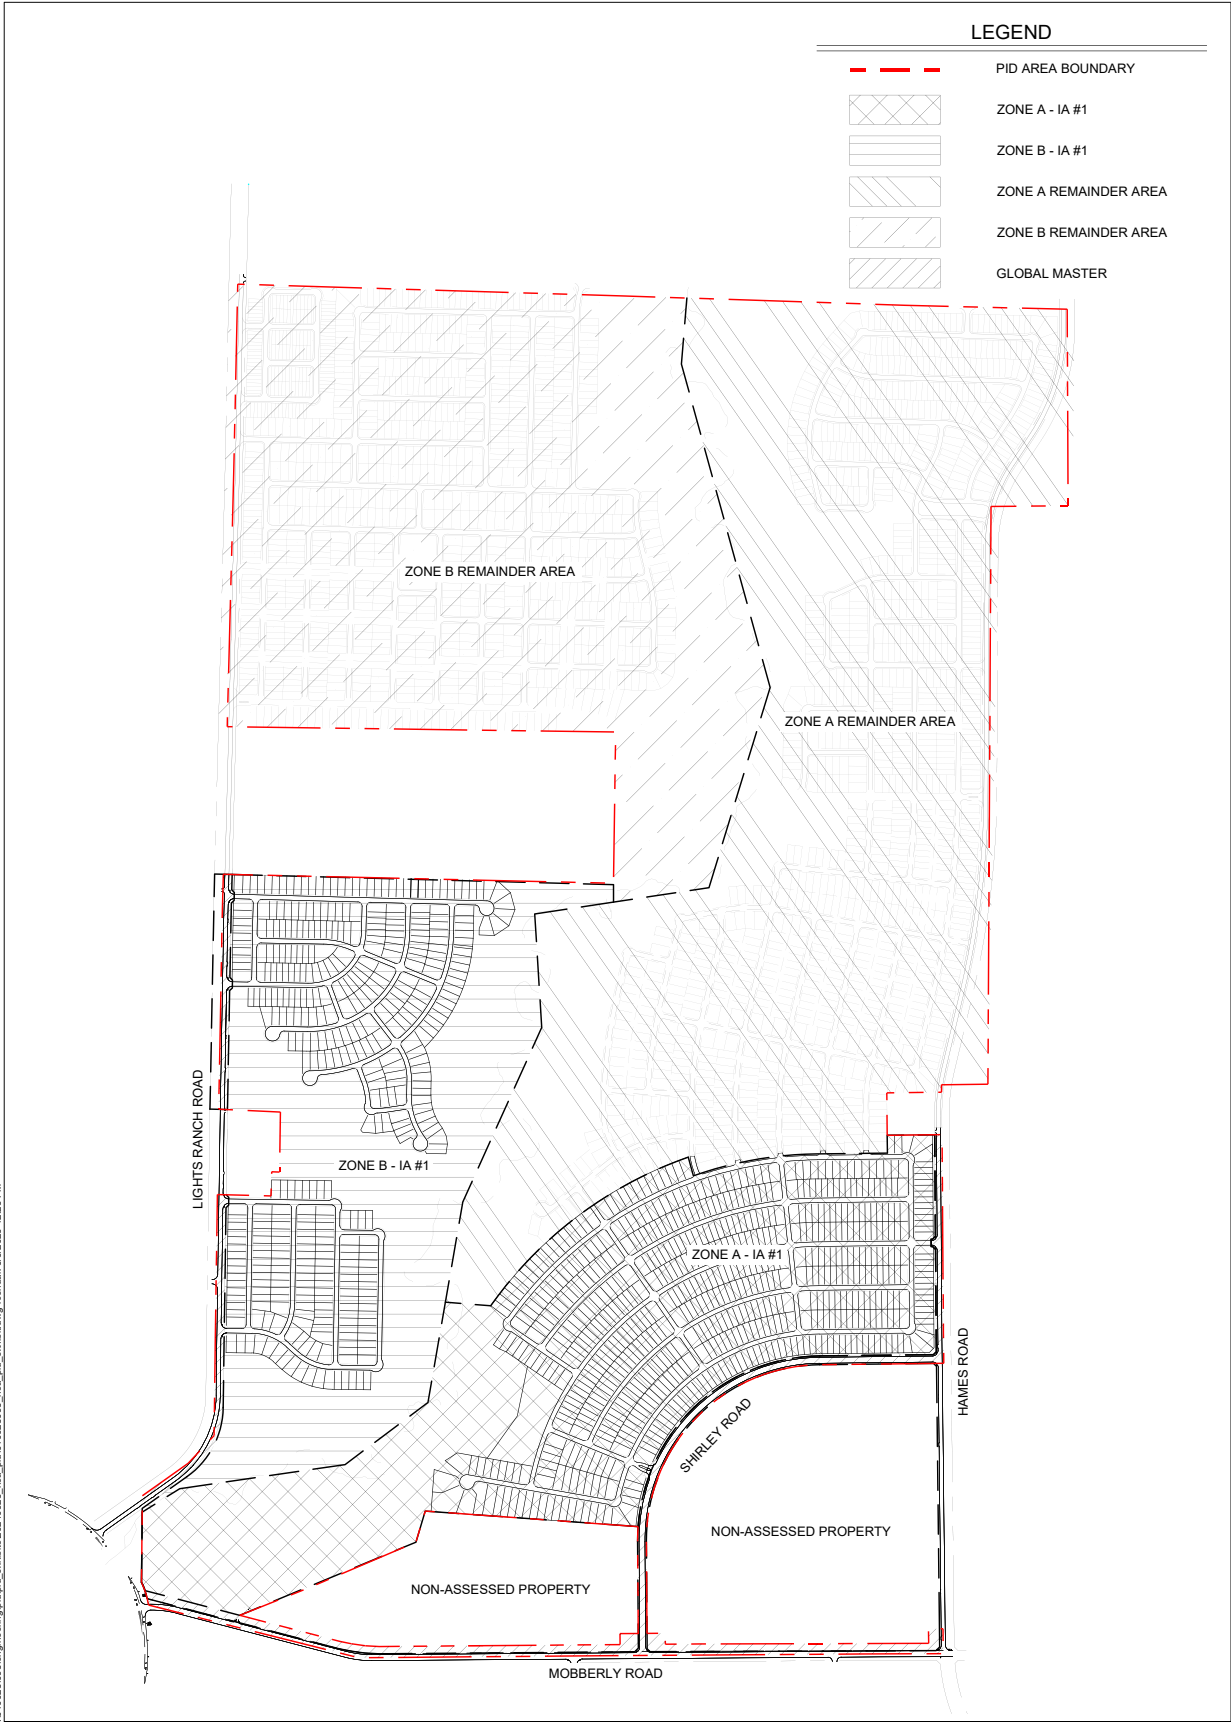 LEGEND
PID AREA BOUNDARY
ZONE A - IA #1
ZONE B - IA #1
ZONE A REMAINDER AREA
ZONE B REMAINDER AREA
GLOBAL MASTER
ZONE B REMAINDER AREA
ZONE A REMAINDER AREA
LIGHTS RANCH ROAD
ZONE B - IA #1
ZONE A - IA #1
HAMES ROAD
SHIRLEY ROAD
NON-ASSESSED PROPERTY
NON-ASSESSED PROPERTY
MOBBERLY ROAD